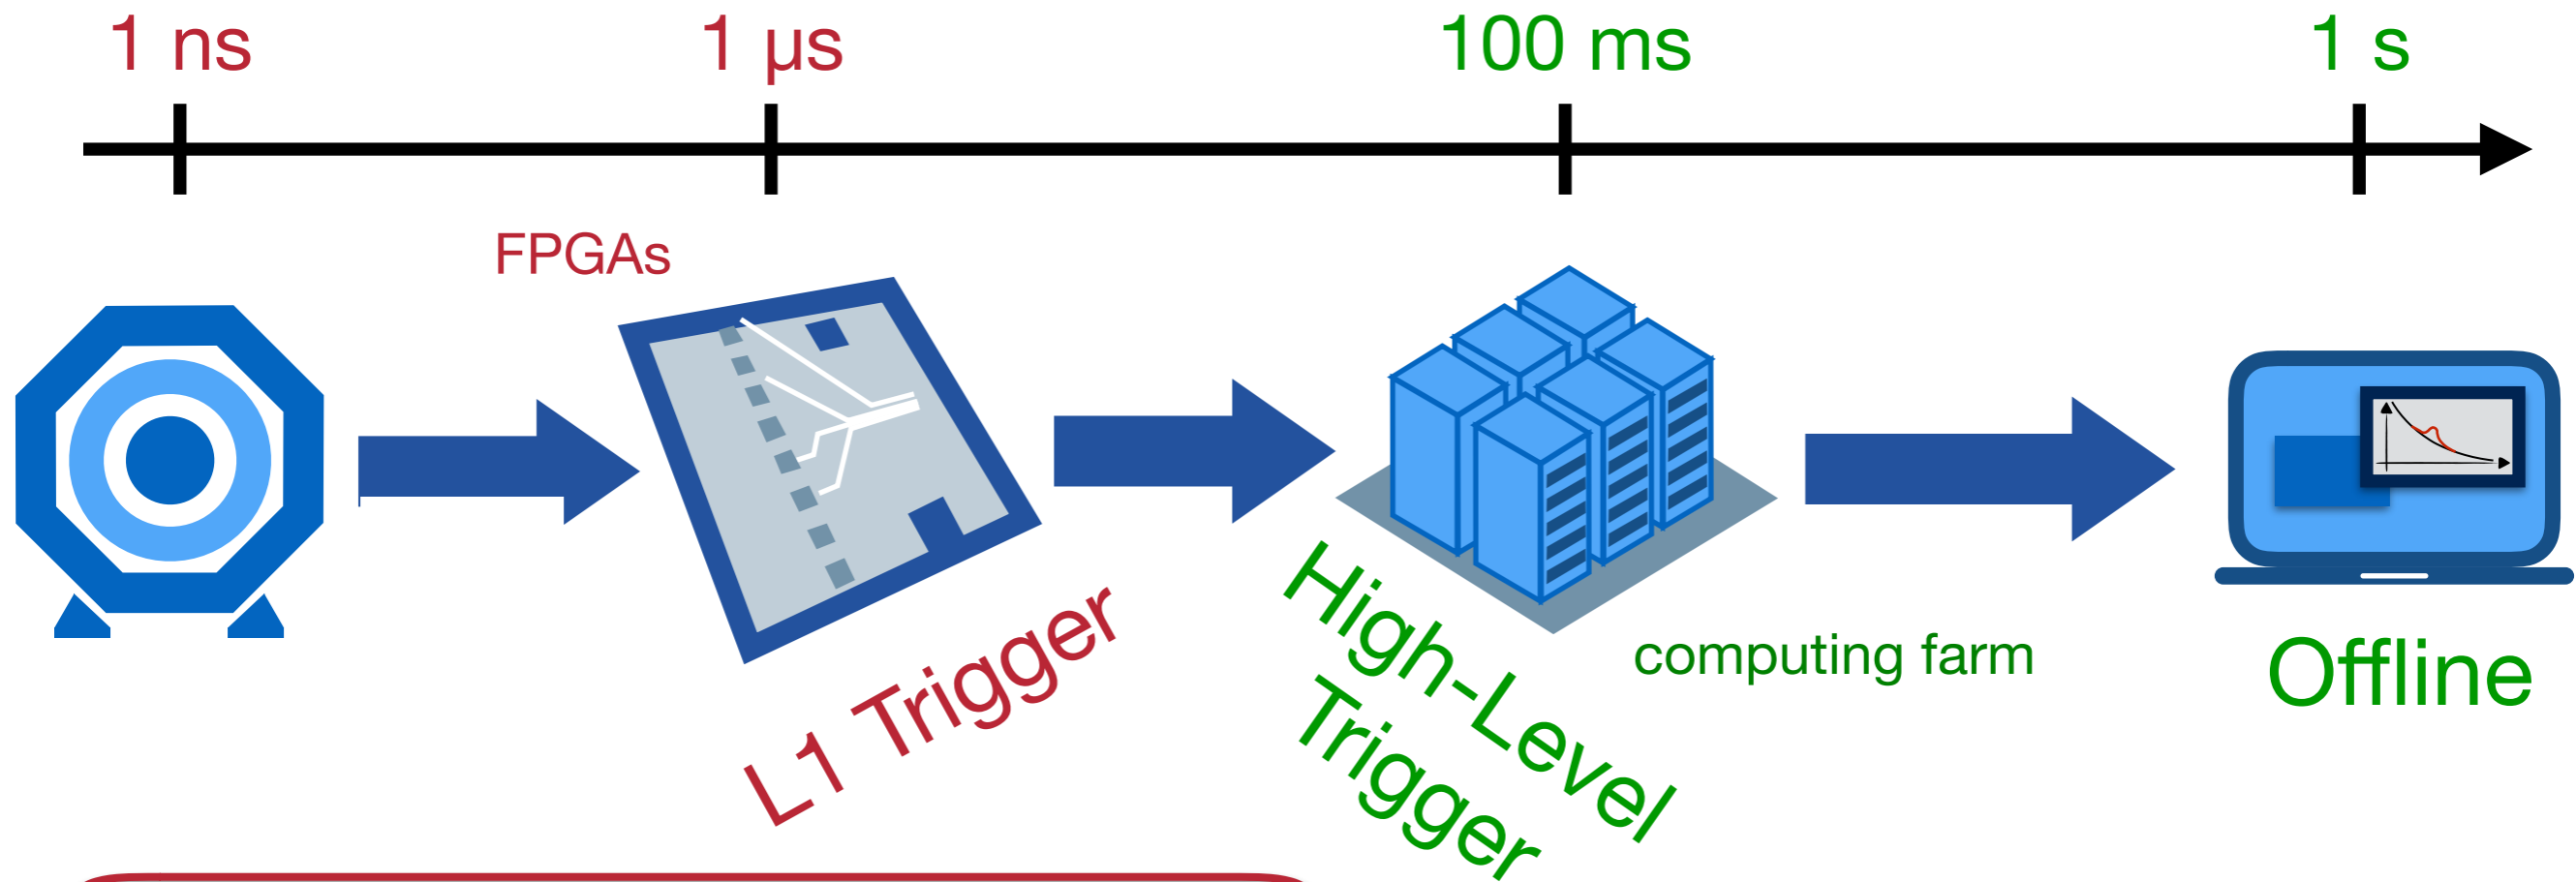 1 ns
1 µs
100 ms
1 s
FPGAs
L1 Trigger
High-Level
Trigger
computing farm
Offline